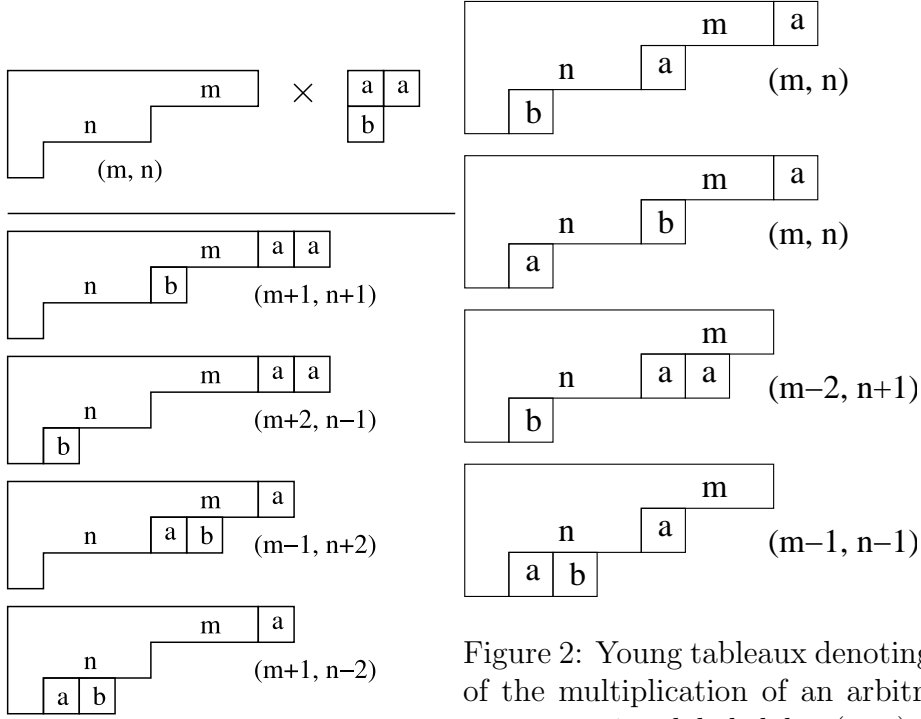 m
×
a a
n
b
(m, n)
m
a a
n
b
(m+1, n+1)
m
a a
n
b
(m+2, n−1)
m
a
n
a b
(m−1, n+2)
m
a
n
a b
(m+1, n−2)
m
a
n
a
b
(m, n)
m
a
n
b
a
(m, n)
m
n
a a
b
(m−2, n+1)
m
n
a
a b
(m−1, n−1)
Figure 2: Young tableaux denoting
of the multiplication of an arbitr